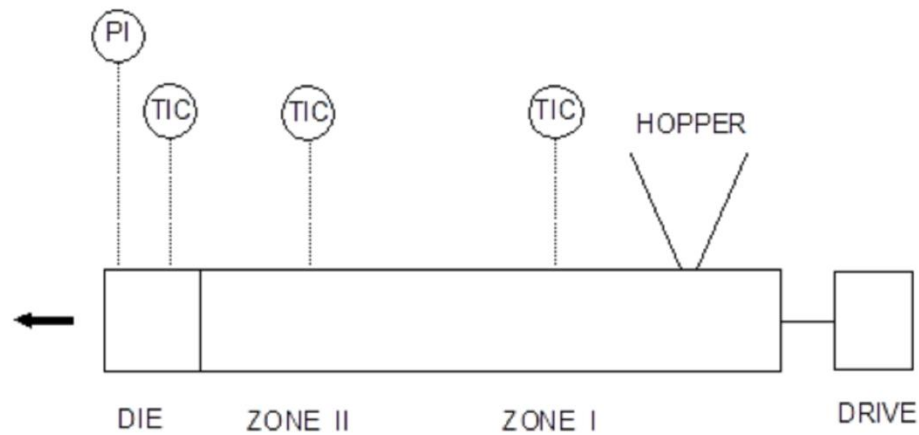 PI
TIC
TIC
TIC
HOPPER
DIE
ZONE II
ZONE I
DRIVE